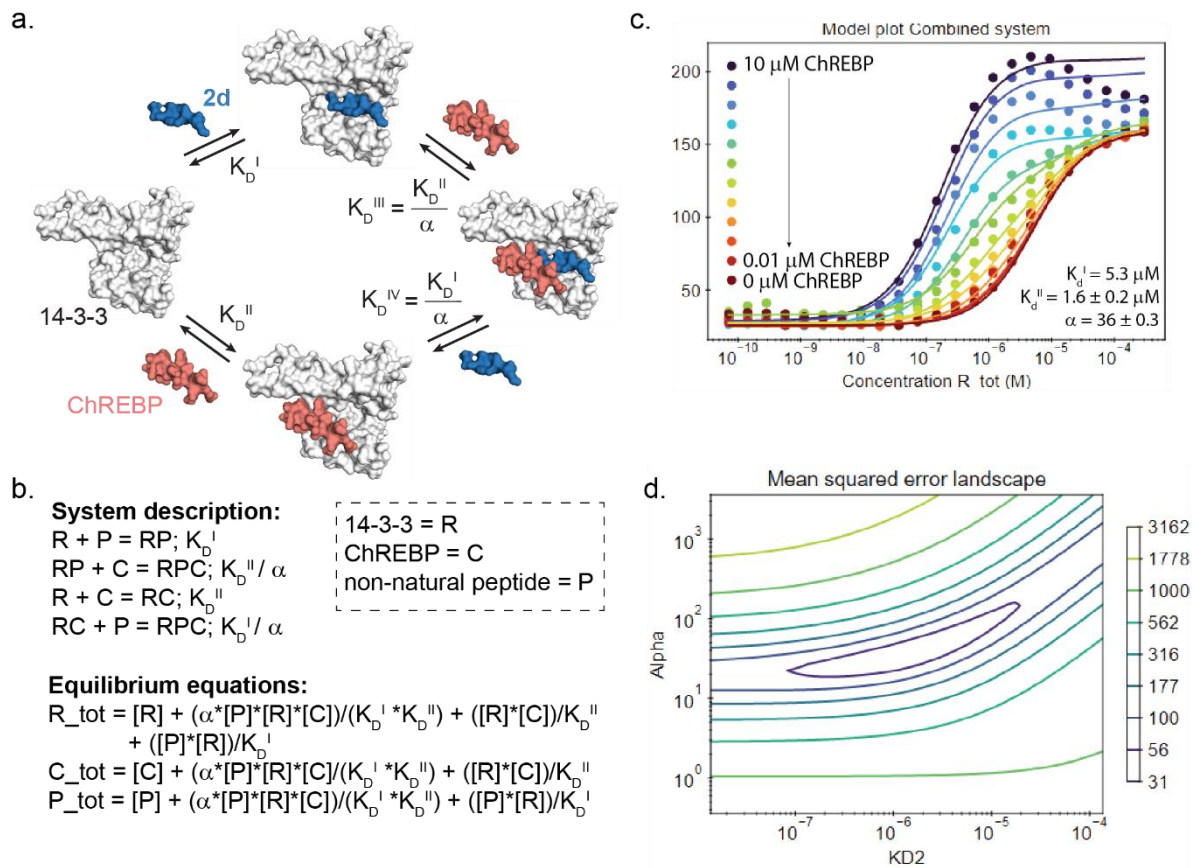 a.
2d
K_D^I
K_D^III = K_D^II / α
14-3-3
K_D^II
K_D^IV = K_D^I / α
ChREBP
b.
System description:
R + P = RP; K_D^I
RP + C = RPC; K_D^II / α
R + C = RC; K_D^II
RC + P = RPC; K_D^I / α
14-3-3 = R
ChREBP = C
non-natural peptide = P
Equilibrium equations:
R_tot = [R] + (α*[P]*[R]*[C])/(K_D^I *K_D^II) + ([R]*[C])/K_D^II
+ ([P]*[R])/K_D^I
C_tot = [C] + (α*[P]*[R]*[C]/(K_D^I *K_D^II) + ([R]*[C])/K_D^II
P_tot = [P] + (α*[P]*[R]*[C])/(K_D^I *K_D^II) + ([P]*[R])/K_D^I
c.
Model plot Combined system
200
150
100
50
10 µM ChREBP
0.01 µM ChREBP
0 µM ChREBP
K_d^I = 5.3 µM
K_d^II = 1.6 ± 0.2 µM
α = 36 ± 0.3
10^-10 10^-9 10^-8 10^-7 10^-6 10^-5 10^-4
Concentration R_tot (M)
d.
Mean squared error landscape
Alpha
10^3
10^2
10^1
10^0
10^-7 10^-6 10^-5 10^-4
KD2
3162
1778
1000
562
316
177
100
56
31